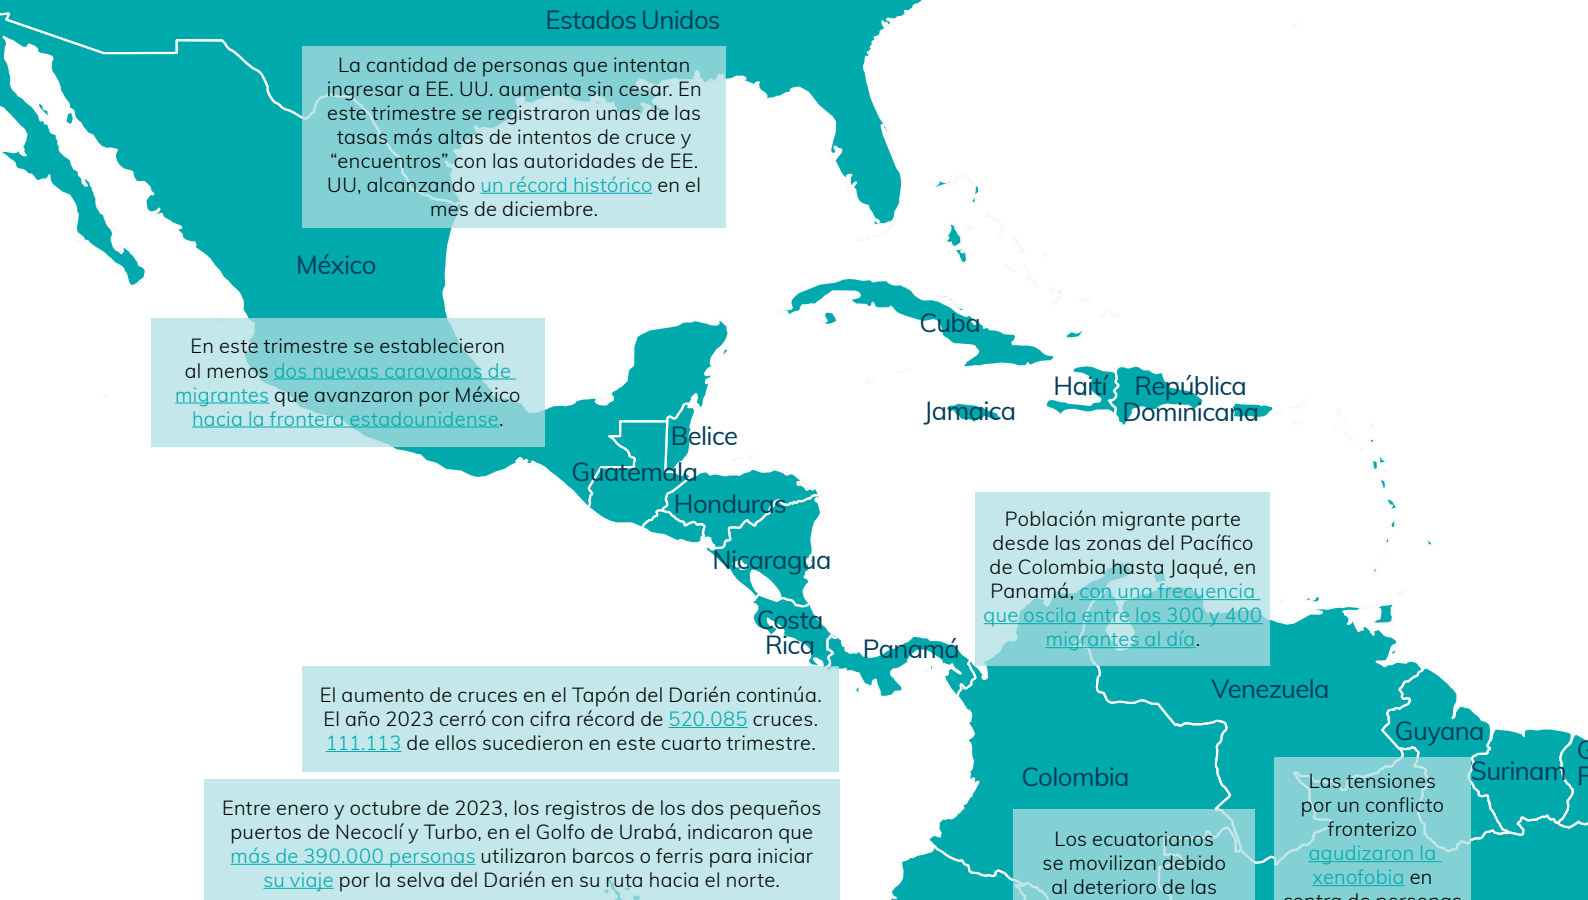 Estados Unidos
La cantidad de personas que intentan
ingresar a EE. UU. aumenta sin cesar. En
este trimestre se registraron unas de las
tasas más altas de intentos de cruce y
“encuentros” con las autoridades de EE.
UU, alcanzando un récord histórico en el
mes de diciembre.
México
En este trimestre se establecieron
al menos dos nuevas caravanas de
migrantes que avanzaron por México
hacia la frontera estadounidense.
Cuba
Haití
República
Dominicana
Jamaica
Belice
Guatemala
Honduras
Nicaragua
Costa
Rica
Panamá
Población migrante parte
desde las zonas del Pacífico
de Colombia hasta Jaqué, en
Panamá, con una frecuencia
que oscila entre los 300 y 400
migrantes al día.
El aumento de cruces en el Tapón del Darién continúa.
El año 2023 cerró con cifra récord de 520.085 cruces.
111.113 de ellos sucedieron en este cuarto trimestre.
Venezuela
Guyana
Surinam
Colombia
Entre enero y octubre de 2023, los registros de los dos pequeños
puertos de Necoclí y Turbo, en el Golfo de Urabá, indicaron que
más de 390.000 personas utilizaron barcos o ferris para iniciar
su viaje por la selva del Darién en su ruta hacia el norte.
Los ecuatorianos
se movilizan debido
al deterioro de las
Las tensiones
por un conflicto
fronterizo
agudizaron la
xenofobia en
contra de personas